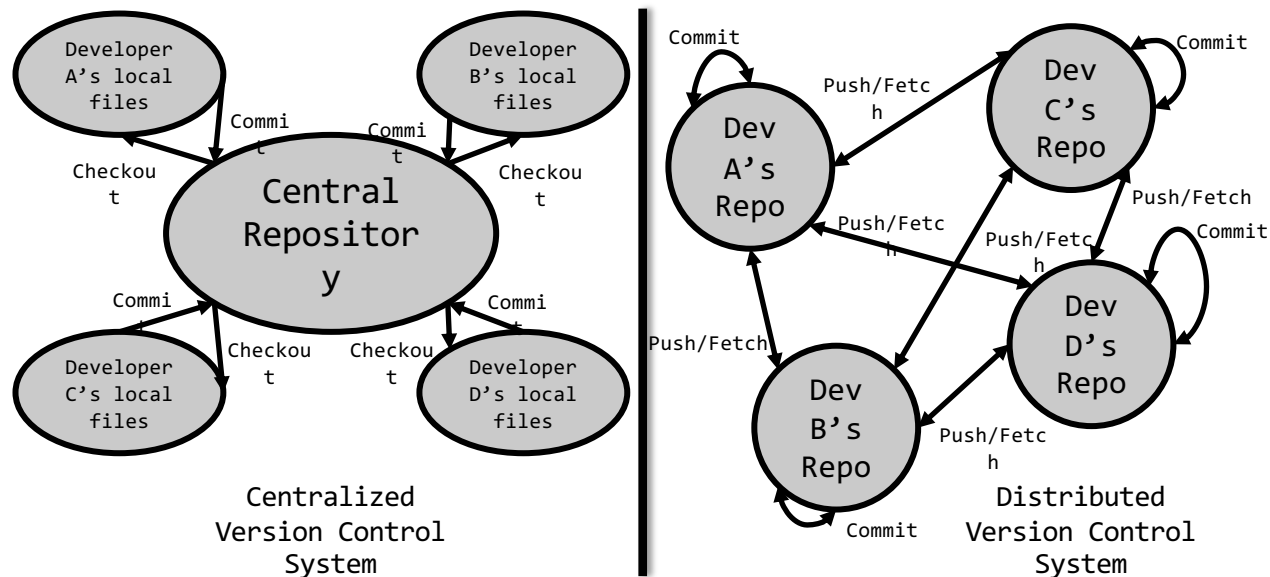 Developer
A’s local
files
Developer
B’s local
files
Commi
t
Commi
t
Checkou
t
Checkou
t
Central
Repositor
y
Commi
t
Commi
t
Checkou
t
Checkou
t
Developer
C’s local
files
Developer
D’s local
files
Centralized
Version Control
System
Commit
Dev
A’s
Repo
Push/Fetc
h
Dev
C’s
Repo
Commit
Push/Fetch
Push/Fetc
h
Push/Fetc
h
Commit
Dev
D’s
Repo
Push/Fetch
Dev
B’s
Repo
Push/Fetc
h
Commit
Distributed
Version Control
System